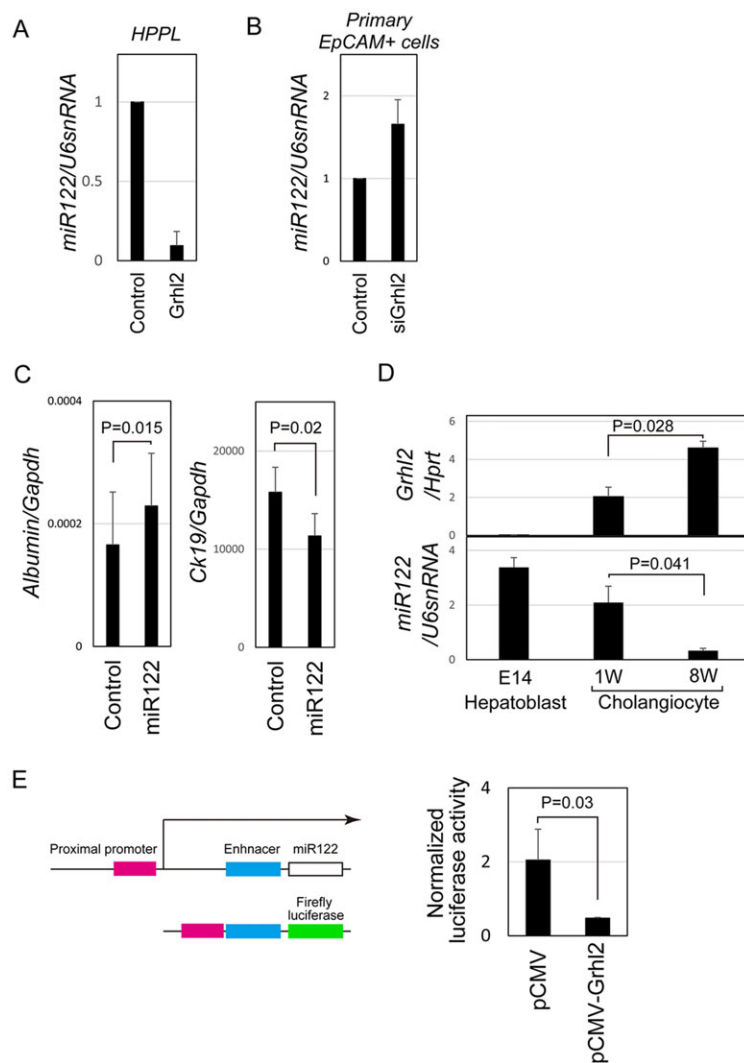 A
HPPL
miR122/U6snRNA
1
0.5
0
Control
Grhl2
B
Primary
EpCAM+ cells
miR122/U6snRNA
2
1
0
Control
siGrhl2
C
Albumin/Gapdh
0.0004
0.0002
0
P=0.015
Control
miR122
Ck19/Gapdh
20000
10000
0
P=0.02
Control
miR122
D
Grhl2
/Hprt
6
4
2
0
P=0.028
miR122
/U6snRNA
4
2
0
P=0.041
E14
1W
8W
Hepatoblast
Cholangiocyte
E
Proximal promoter
Enhnacer
miR122
Firefly
luciferase
Normalized
luciferase activity
4
2
0
P=0.03
pCMV
pCMV-Grhl2